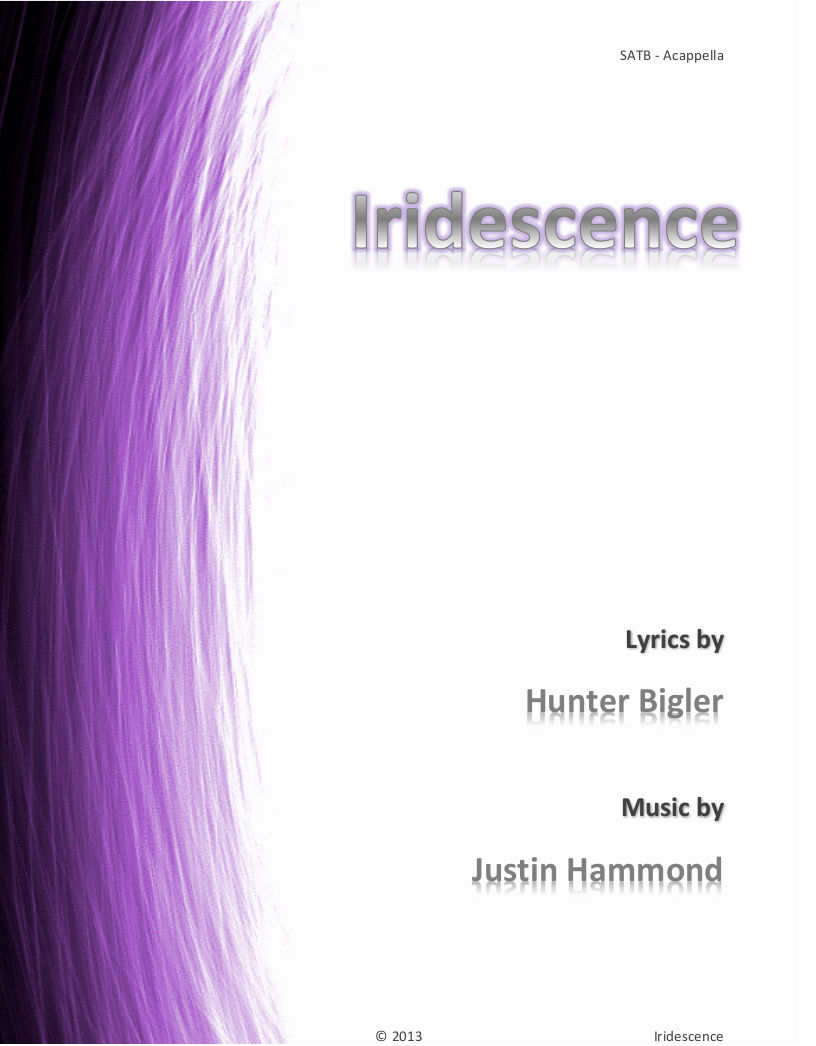 SATB - Acappella
Iridescence
Lyrics by
Hunter Bigler
Music by
Justin Hammond
© 2013 Iridescence